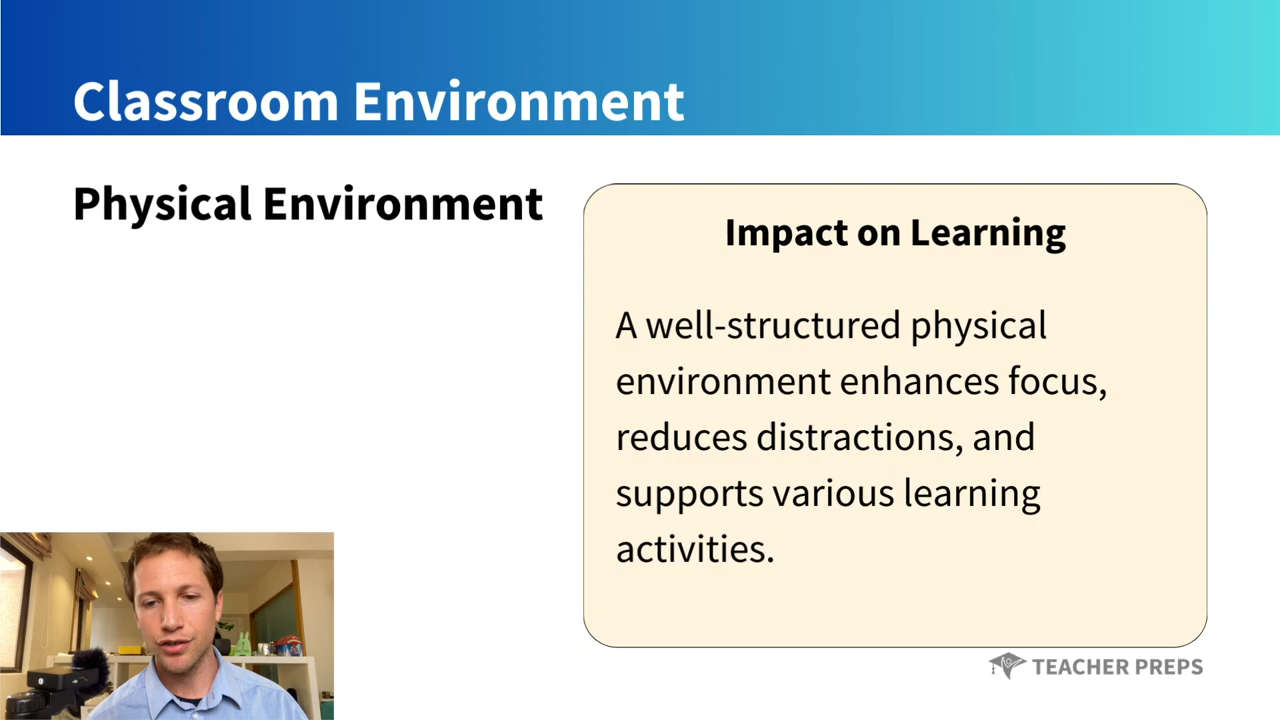 Classroom Environment
Physical Environment
Impact on Learning
A well-structured physical
environment enhances focus,
reduces distractions, and
supports various learning
activities.
TEACHER PREPS